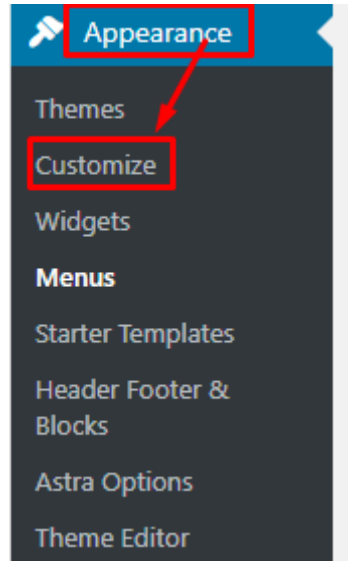 Appearance
Themes
Customize
Widgets
Menus
Starter Templates
Header Footer &
Blocks
Astra Options
Theme Editor